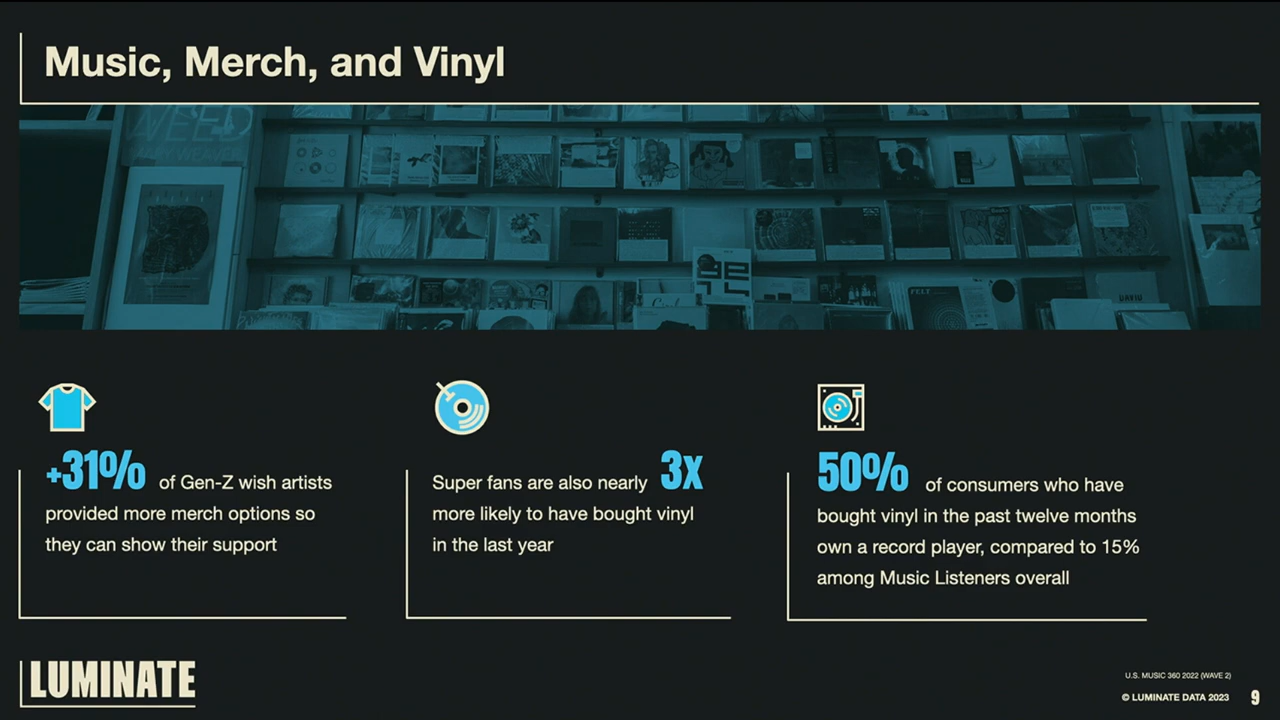 Music, Merch, and Vinyl
NEED
FELT
DAVID
+31% of Gen-Z wish artists
provided more merch options so
they can show their support
Super fans are also nearly 3x
more likely to have bought vinyl
in the last year
50% of consumers who have
bought vinyl in the past twelve months
own a record player, compared to 15%
among Music Listeners overall
LUMINATE
U.S. MUSIC 360 2022 (WAVE 2)
© LUMINATE DATA 2023
9